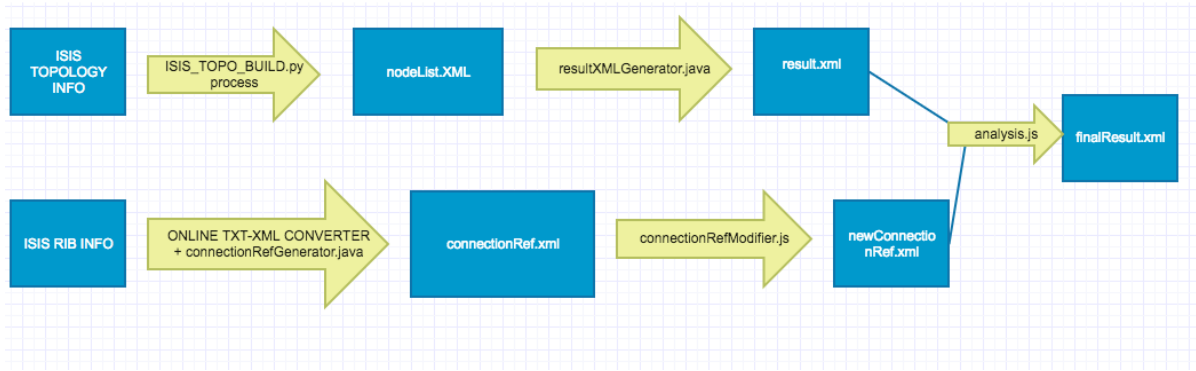 ISIS
TOPOLOGY
INFO
ISIS_TOPO_BUILD.py
process
nodeList.XML
resultXMLGenerator.java
result.xml
analysis.js
finalResult.xml
ISIS RIB INFO
ONLINE TXT-XML CONVERTER
+ connectionRefGenerator.java
connectionRef.xml
connectionRefModifier.js
newConnectio
nRef.xml